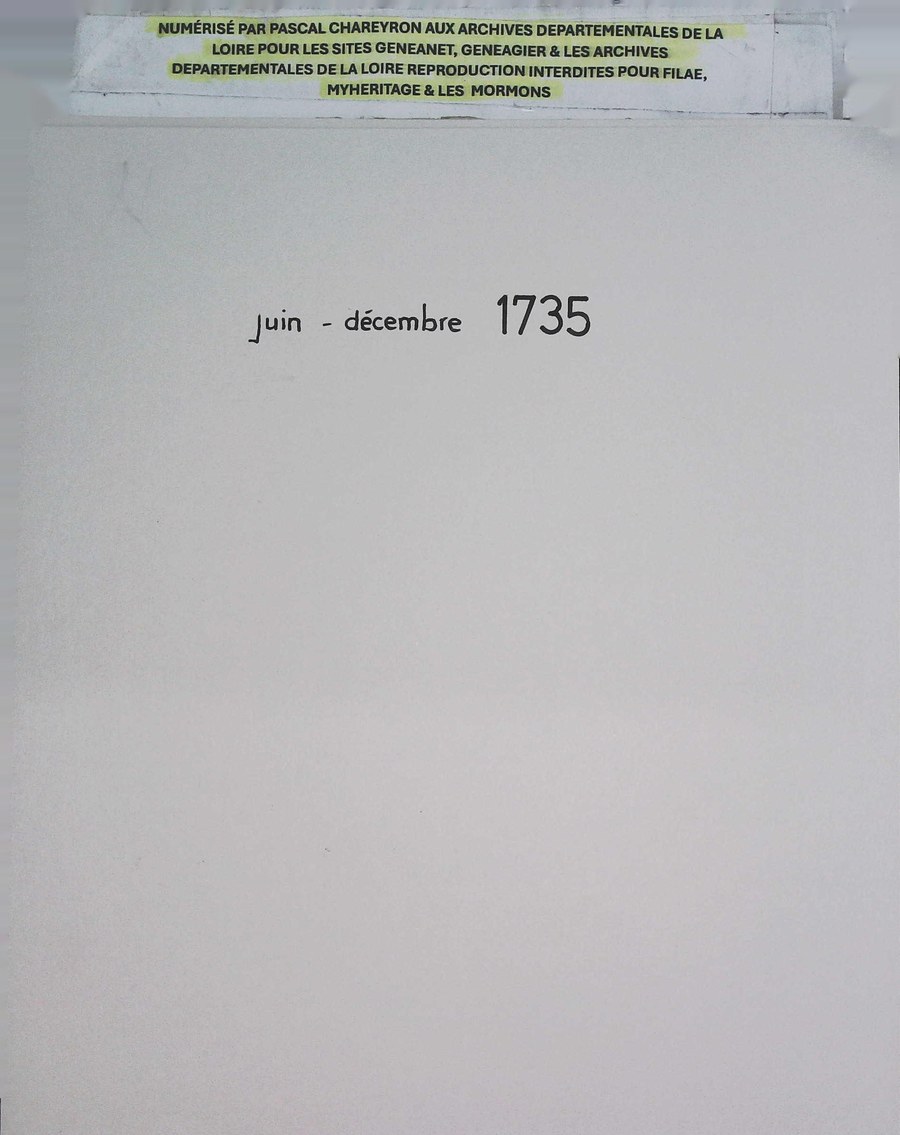 NUMÉRISÉ PAR PASCAL CHAREYRON AUX ARCHIVES DEPARTEMENTALES DE LA
LOIRE POUR LES SITES GENEANET, GENEAGIER & LES ARCHIVES
DEPARTEMENTALES DE LA LOIRE REPRODUCTION INTERDITES POUR FILAE,
MYHERITAGE & LES MORMONS
juin - décembre 1735